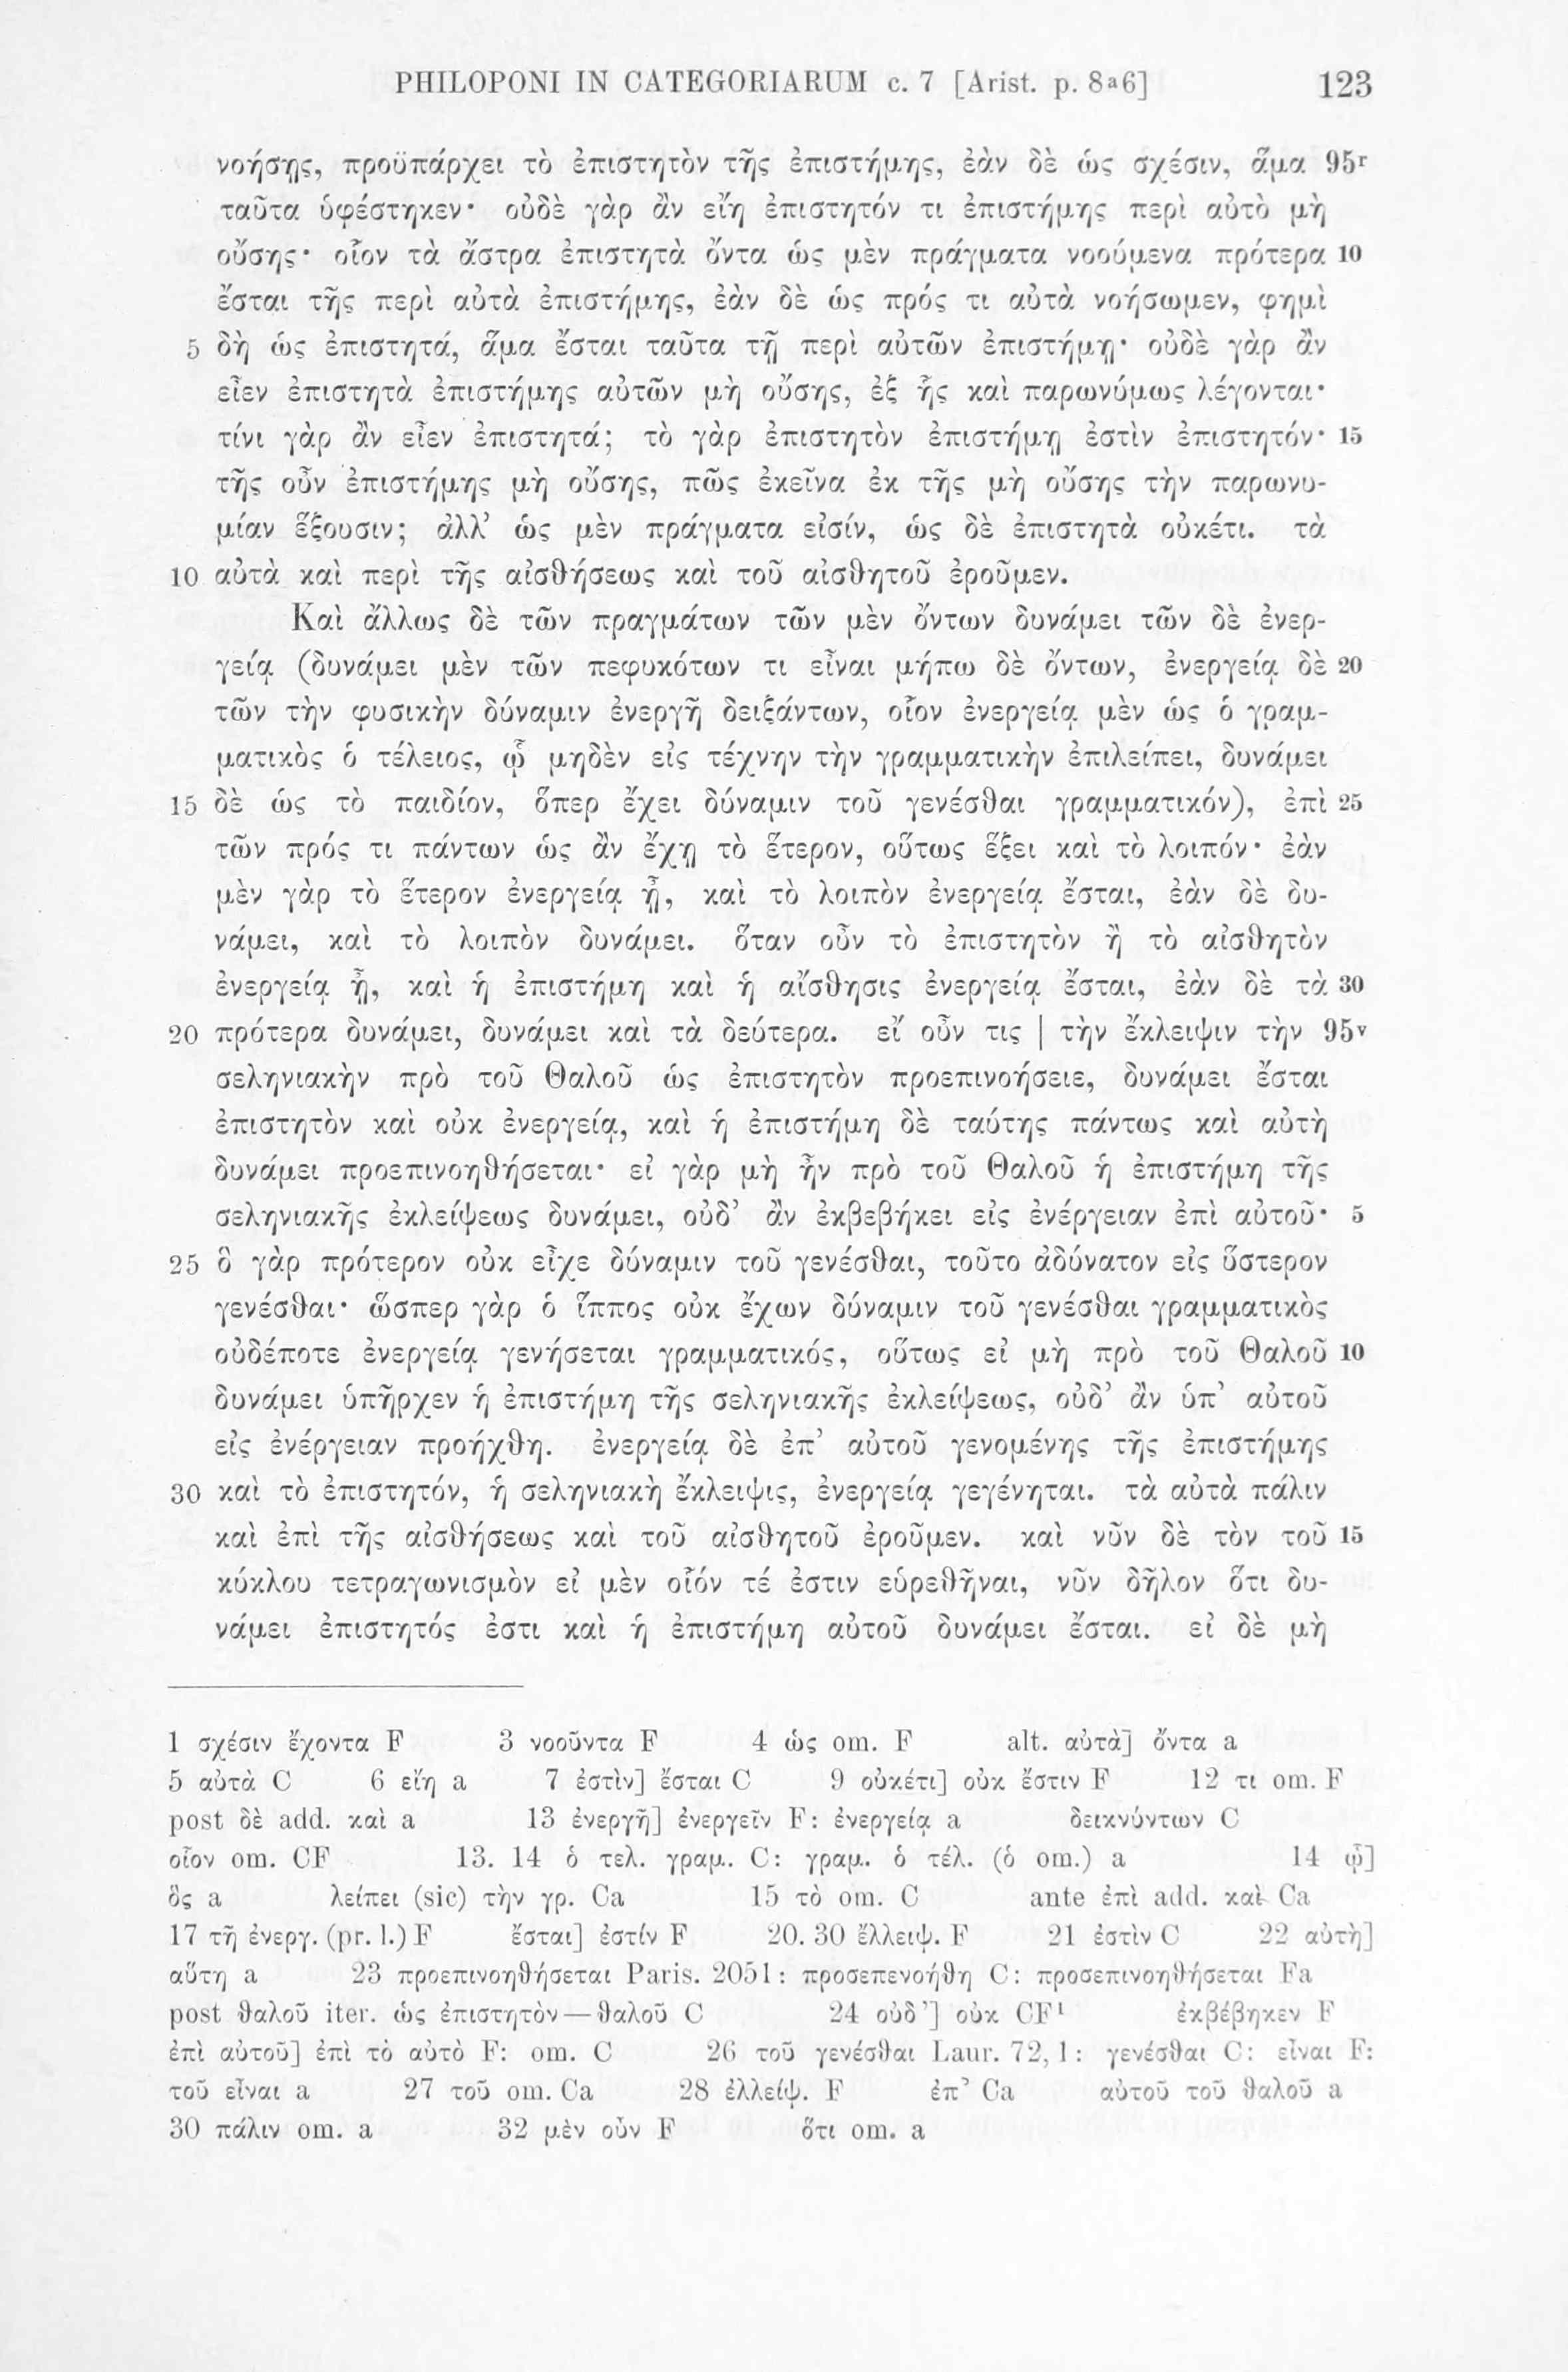 PHILOPONI IN CATEGORIARUM c. 7 [Arist. p. 8a6] 123
νοήσῃς, προϋπάρχει τὸ ἐπιστητὸν τῆς ἐπιστήμης, ἐὰν δὲ ὡς σχέσιν, ἅμα 95r
ταῦτα ὑφέστηκεν· οὐδὲ γὰρ ἂν εἴη ἐπιστητόν τι ἐπιστήμης περὶ αὐτὸ μὴ
οὔσης· οἷον τὰ ἄστρα ἐπιστητὰ ὄντα ὡς μὲν πράγματα νοούμενα πρότερα 10
ἔσται τῆς περὶ αὐτὰ ἐπιστήμης, ἐὰν δὲ ὡς πρός τι αὐτὰ νοήσωμεν, φημὶ
5 δὴ ὡς ἐπιστητά, ἅμα ἔσται ταῦτα τῇ περὶ αὐτῶν ἐπιστήμῃ· οὐδὲ γὰρ ἂν
εἶεν ἐπιστητὰ ἐπιστήμης αὐτῶν μὴ οὔσης, ἐξ ἧς καὶ παρωνύμως λέγονται·
τίνι γὰρ ἂν εἶεν ἐπιστητά; τὸ γὰρ ἐπιστητὸν ἐπιστήμῃ ἐστὶν ἐπιστητόν· 15
τῆς οὖν ἐπιστήμης μὴ οὔσης, πῶς ἐκεῖνα ἐκ τῆς μὴ οὔσης τὴν παρωνυ-
μίαν ἕξουσιν; ἀλλ’ ὡς μὲν πράγματα εἰσίν, ὡς δὲ ἐπιστητὰ οὐκέτι. τὰ
10 αὐτὰ καὶ περὶ τῆς αἰσθήσεως καὶ τοῦ αἰσθητοῦ ἐροῦμεν.
Καὶ ἄλλως δὲ τῶν πραγμάτων τῶν μὲν ὄντων δυνάμει τῶν δὲ ἐνερ-
γείᾳ (δυνάμει μὲν τῶν πεφυκότων τι εἶναι μήπω δὲ ὄντων, ἐνεργείᾳ δὲ 20
τῶν τὴν φυσικὴν δύναμιν ἐνεργῆ δειξάντων, οἷον ἐνεργείᾳ μὲν ὡς ὁ γραμ-
ματικὸς ὁ τέλειος, ᾧ μηδὲν εἰς τέχνην τὴν γραμματικὴν ἐπιλείπει, δυνάμει
15 δὲ ὡς τὸ παιδίον, ὅπερ ἔχει δύναμιν τοῦ γενέσθαι γραμματικόν), ἐπὶ 25
τῶν πρός τι πάντων ὡς ἂν ἔχῃ τὸ ἕτερον, οὕτως ἕξει καὶ τὸ λοιπόν· ἐὰν
μὲν γὰρ τὸ ἕτερον ἐνεργείᾳ ᾖ, καὶ τὸ λοιπὸν ἐνεργείᾳ ἔσται, ἐὰν δὲ δυ-
νάμει, καὶ τὸ λοιπὸν δυνάμει. ὅταν οὖν τὸ ἐπιστητὸν ἢ τὸ αἰσθητὸν
ἐνεργείᾳ ᾖ, καὶ ἡ ἐπιστήμη καὶ ἡ αἴσθησις ἐνεργείᾳ ἔσται, ἐὰν δὲ τὰ 30
20 πρότερα δυνάμει, δυνάμει καὶ τὰ δεύτερα. εἴ οὖν τις | τὴν ἔκλειψιν τὴν 95v
σεληνιακὴν πρὸ τοῦ Θαλοῦ ὡς ἐπιστητὸν προεπινοήσειε, δυνάμει ἔσται
ἐπιστητὸν καὶ οὐκ ἐνεργείᾳ, καὶ ἡ ἐπιστήμη δὲ ταύτης πάντως καὶ αὐτὴ
δυνάμει προεπινοηθήσεται· εἰ γὰρ μὴ ἦν πρὸ τοῦ Θαλοῦ ἡ ἐπιστήμη τῆς
σεληνιακῆς ἐκλείψεως δυνάμει, οὐδ’ ἂν ἐκβεβήκει εἰς ἐνέργειαν ἐπὶ αὐτοῦ· 5
25 ὃ γὰρ πρότερον οὐκ εἶχε δύναμιν τοῦ γενέσθαι, τοῦτο ἀδύνατον εἰς ὕστερον
γενέσθαι· ὥσπερ γὰρ ὁ ἵππος οὐκ ἔχων δύναμιν τοῦ γενέσθαι γραμματικὸς
οὐδέποτε ἐνεργείᾳ γενήσεται γραμματικός, οὕτως εἰ μὴ πρὸ τοῦ Θαλοῦ 10
δυνάμει ὑπῆρχεν ἡ ἐπιστήμη τῆς σεληνιακῆς ἐκλείψεως, οὐδ’ ἂν ὑπ’ αὐτοῦ
εἰς ἐνέργειαν προήχθη. ἐνεργείᾳ δὲ ἐπ’ αὐτοῦ γενομένης τῆς ἐπιστήμης
30 καὶ τὸ ἐπιστητόν, ἡ σεληνιακὴ ἔκλειψις, ἐνεργείᾳ γεγένηται. τὰ αὐτὰ πάλιν
καὶ ἐπὶ τῆς αἰσθήσεως καὶ τοῦ αἰσθητοῦ ἐροῦμεν. καὶ νῦν δὲ τὸν τοῦ 15
κύκλου τετραγωνισμὸν εἰ μὲν οἷόν τέ ἐστιν εὑρεθῆναι, νῦν δῆλον ὅτι δυ-
νάμει ἐπιστητός ἐστι καὶ ἡ ἐπιστήμη αὐτοῦ δυνάμει ἔσται. εἰ δὲ μὴ
1 σχέσιν ἔχοντα F 3 νοοῦντα F 4 ὡς om. F alt. αὐτὰ] ὄντα a
5 αὐτὰ C 6 εἴη a 7 ἐστὶν] ἔσται C 9 οὐκέτι] οὐκ ἔστιν F 12 τι om. F
post δὲ add. καὶ a 13 ἐνεργῆ] ἐνεργεῖν F: ἐνεργείᾳ a δεικνύντων C
οἷον om. CF 13. 14 ὁ τελ. γραμ. C: γραμ. ὁ τέλ. (ὁ om.) a 14 ᾧ]
ὃς a λείπει (sic) τὴν γρ. Ca 15 τὸ om. C ante ἐπὶ add. καὶ Ca
17 τῇ ἐνεργ. (pr. l.) F ἔσται] ἐστίν F 20. 30 ἔλλειψ. F 21 ἐστὶν C 22 αὐτὴ]
αὕτη a 23 προεπινοηθήσεται Paris. 2051: προσεπενοήθη C: προσεπινοηθήσεται Fa
post θαλοῦ iter. ὡς ἐπιστητὸν — θαλοῦ C 24 οὐδ’] οὐκ CF¹ ἐκβέβηκεν F
ἐπὶ αὐτοῦ] ἐπὶ τὸ αὐτὸ F: om. C 26 τοῦ γενέσθαι Laur. 72, 1: γενέσθαι C: εἶναι F:
τοῦ εἶναι a 27 τοῦ om. Ca 28 ἐλλείψ. F ἐπ’ Ca αὐτοῦ τοῦ θαλοῦ a
30 πάλιν om. a 32 μὲν οὖν F ὅτι om. a